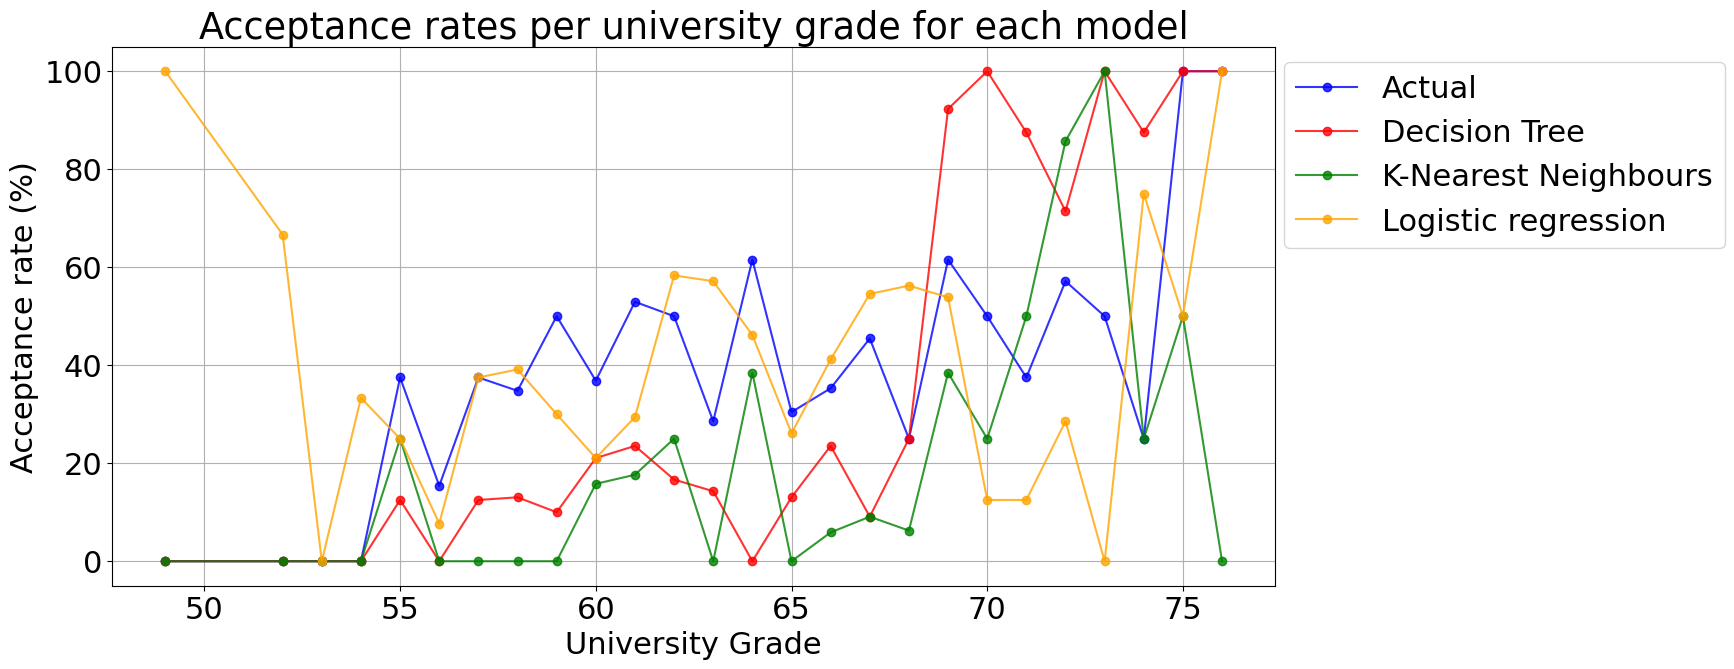 Acceptance rates per university grade for each model
Acceptance rate (%)
100
80
60
40
20
0
50 55 60 65 70 75
University Grade
Actual
Decision Tree
K-Nearest Neighbours
Logistic regression